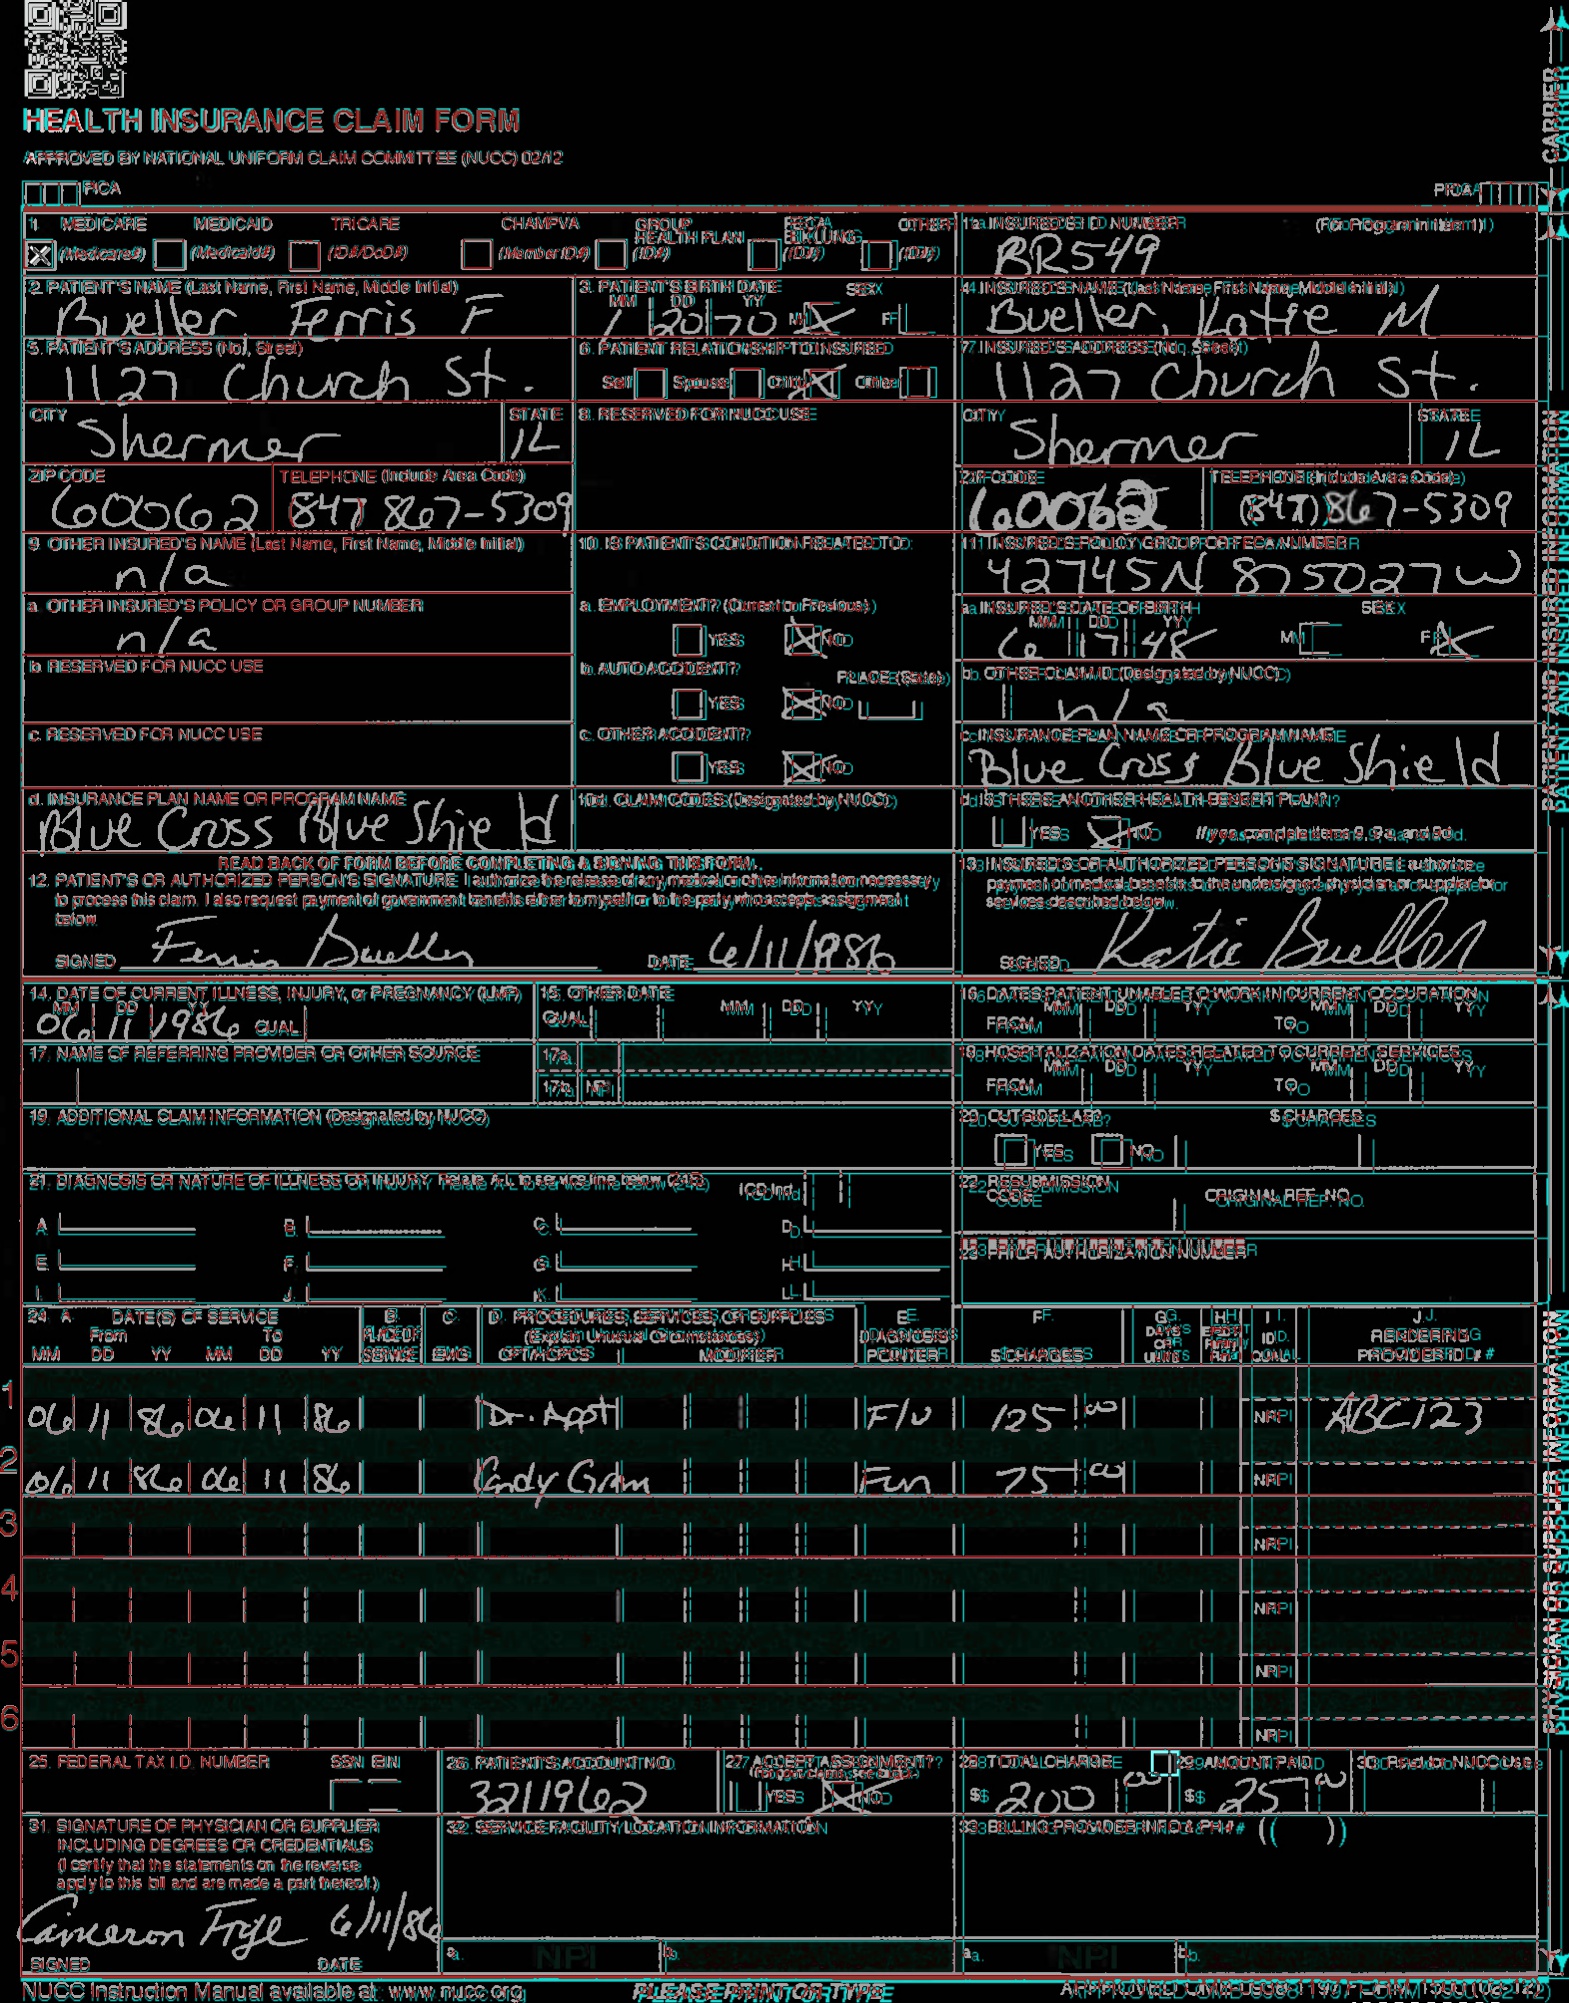 HEALTH INSURANCE CLAIM FORM
APPROVED BY NATIONAL UNIFORM CLAIM COMMITTEE (NUCC) 02/12
PICA PICA
1. MEDICARE MEDICAID TRICARE CHAMPVA GROUP HEALTH PLAN FECA BLK LUNG OTHER 1a. INSURED'S I.D. NUMBER (For Program in Item 1)
X (Medicare#) (Medicaid#) (ID#/DoD#) (Member ID#) (ID#) (ID#) (ID#) BR549
2. PATIENT'S NAME (Last Name, First Name, Middle Initial) 3. PATIENT'S BIRTH DATE SEX 4. INSURED'S NAME (Last Name, First Name, Middle Initial)
MM DD YY
Bueller, Ferris F 1 20 70 M X F Bueller, Katie M
5. PATIENT'S ADDRESS (No., Street) 6. PATIENT RELATIONSHIP TO INSURED 7. INSURED'S ADDRESS (No., Street)
1127 Church St. Self Spouse Child X Other 1127 Church St.
CITY STATE 8. RESERVED FOR NUCC USE CITY STATE
Shermer IL Shermer IL
ZIP CODE TELEPHONE (Include Area Code) ZIP CODE TELEPHONE (Include Area Code)
60062 (847) 867-5309 60062 (847) 867-5309
9. OTHER INSURED'S NAME (Last Name, First Name, Middle Initial) 10. IS PATIENT'S CONDITION RELATED TO: 11. INSURED'S POLICY GROUP OR FECA NUMBER
n/a 42745N 875027W
a. OTHER INSURED'S POLICY OR GROUP NUMBER a. EMPLOYMENT? (Current or Previous) a. INSURED'S DATE OF BIRTH SEX
MM DD YY
n/a YES X NO 6 17 48 M F X
b. RESERVED FOR NUCC USE b. AUTO ACCIDENT? PLACE (State) b. OTHER CLAIM ID (Designated by NUCC)
YES X NO n/a
c. RESERVED FOR NUCC USE c. OTHER ACCIDENT? c. INSURANCE PLAN NAME OR PROGRAM NAME
YES X NO Blue Cross Blue Shield
d. INSURANCE PLAN NAME OR PROGRAM NAME 10d. CLAIM CODES (Designated by NUCC) d. IS THERE ANOTHER HEALTH BENEFIT PLAN?
Blue Cross Blue Shield YES X NO If yes, complete items 9, 9a, and 9d.
READ BACK OF FORM BEFORE COMPLETING & SIGNING THIS FORM.
12. PATIENT'S OR AUTHORIZED PERSON'S SIGNATURE I authorize the release of any medical or other information necessary
to process this claim. I also request payment of government benefits either to myself or to the party who accepts assignment
below.
SIGNED Ferris Bueller DATE 6/11/1986
13. INSURED'S OR AUTHORIZED PERSON'S SIGNATURE I authorize
payment of medical benefits to the undersigned physician or supplier for
services described below.
SIGNED Katie Bueller
14. DATE OF CURRENT ILLNESS, INJURY, or PREGNANCY (LMP) 15. OTHER DATE 16. DATES PATIENT UNABLE TO WORK IN CURRENT OCCUPATION
MM DD YY MM DD YY MM DD YY MM DD YY
06 11 1986 QUAL. QUAL. FROM TO
17. NAME OF REFERRING PROVIDER OR OTHER SOURCE 17a. 18. HOSPITALIZATION DATES RELATED TO CURRENT SERVICES
MM DD YY MM DD YY
17b. NPI FROM TO
19. ADDITIONAL CLAIM INFORMATION (Designated by NUCC) 20. OUTSIDE LAB? $ CHARGES
YES NO
21. DIAGNOSIS OR NATURE OF ILLNESS OR INJURY Relate A-L to service line below (24E) ICD Ind. 22. RESUBMISSION CODE ORIGINAL REF. NO.
A. B. C. D.
E. F. G. H. 23. PRIOR AUTHORIZATION NUMBER
I. J. K. L.
24. A. DATE(S) OF SERVICE B. C. D. PROCEDURES, SERVICES, OR SUPPLIES E. F. G. H. I. J.
From To PLACE OF (Explain Unusual Circumstances) DIAGNOSIS DAYS OR EPSDT Family ID. RENDERING
MM DD YY MM DD YY SERVICE EMG CPT/HCPCS MODIFIER POINTER $ CHARGES UNITS Plan QUAL. PROVIDER ID. #
1 06 11 86 06 11 86 Dr. Appt F/U 125 00 NPI ABC123
2 06 11 86 06 11 86 Candy Gram Fun 75 00 NPI
3 NPI
4 NPI
5 NPI
6 NPI
25. FEDERAL TAX I.D. NUMBER SSN EIN 26. PATIENT'S ACCOUNT NO. 27. ACCEPT ASSIGNMENT? 28. TOTAL CHARGE 29. AMOUNT PAID 30. Rsvd for NUCC Use
(For govt. claims, see back)
3211962 YES X NO $ 200 00 $ 25 00
31. SIGNATURE OF PHYSICIAN OR SUPPLIER 32. SERVICE FACILITY LOCATION INFORMATION 33. BILLING PROVIDER INFO & PH # ( )
INCLUDING DEGREES OR CREDENTIALS
(I certify that the statements on the reverse
apply to this bill and are made a part thereof.)
Cameron Frye 6/11/86
SIGNED DATE a. NPI b. a. NPI b.
NUCC Instruction Manual available at: www.nucc.org PLEASE PRINT OR TYPE APPROVED OMB-0938-1197 FORM 1500 (02-12)
CARRIER
PATIENT AND INSURED INFORMATION
PHYSICIAN OR SUPPLIER INFORMATION